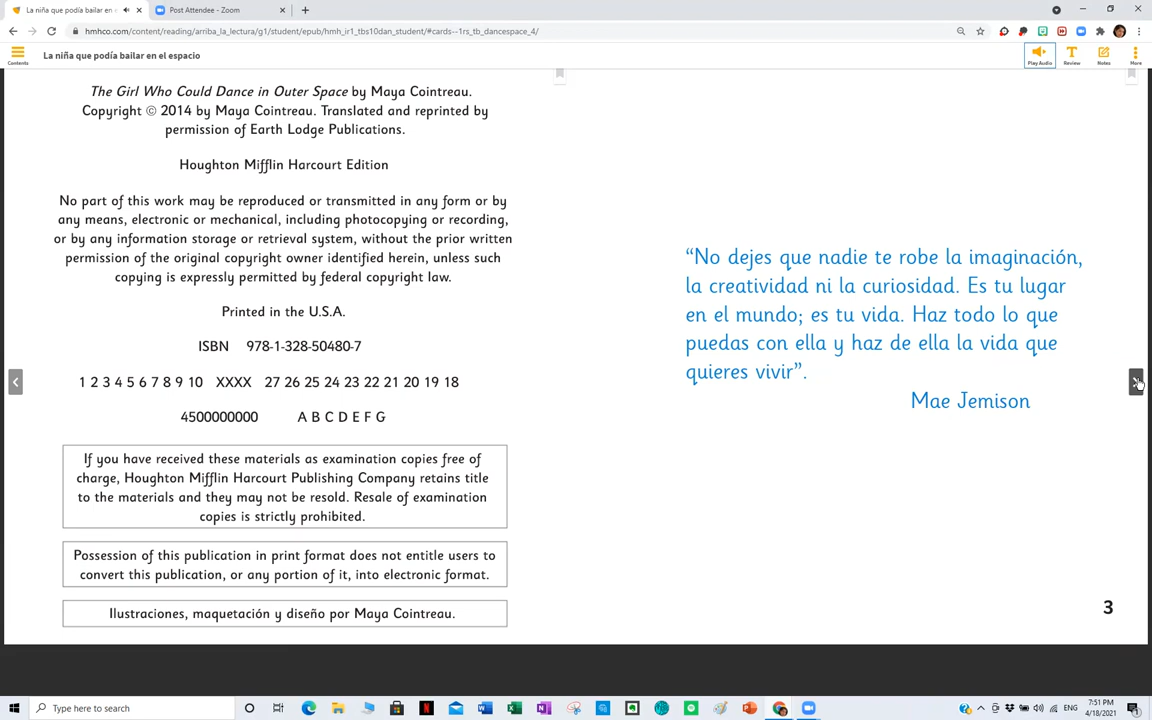 La niña que podía bailar en
Post Attendee - Zoom
hmhco.com/content/reading/arriba_la_lectura/g1/student/epub/hmh_ir1_tbs10dan_student/#cards--1rs_tb_dancespace_4/
Contents
La niña que podía bailar en el espacio
Play Audio
Review
Notes
More
The Girl Who Could Dance in Outer Space by Maya Cointreau.
Copyright © 2014 by Maya Cointreau. Translated and reprinted by
permission of Earth Lodge Publications.
Houghton Mifflin Harcourt Edition
No part of this work may be reproduced or transmitted in any form or by
any means, electronic or mechanical, including photocopying or recording,
or by any information storage or retrieval system, without the prior written
permission of the original copyright owner identified herein, unless such
copying is expressly permitted by federal copyright law.
Printed in the U.S.A.
ISBN 978-1-328-50480-7
1 2 3 4 5 6 7 8 9 10 XXXX 27 26 25 24 23 22 21 20 19 18
4500000000 A B C D E F G
If you have received these materials as examination copies free of
charge, Houghton Mifflin Harcourt Publishing Company retains title
to the materials and they may not be resold. Resale of examination
copies is strictly prohibited.
Possession of this publication in print format does not entitle users to
convert this publication, or any portion of it, into electronic format.
Ilustraciones, maquetación y diseño por Maya Cointreau.
“No dejes que nadie te robe la imaginación,
la creatividad ni la curiosidad. Es tu lugar
en el mundo; es tu vida. Haz todo lo que
puedas con ella y haz de ella la vida que
quieres vivir”.
Mae Jemison
3
Type here to search
ENG
7:51 PM
4/18/2021